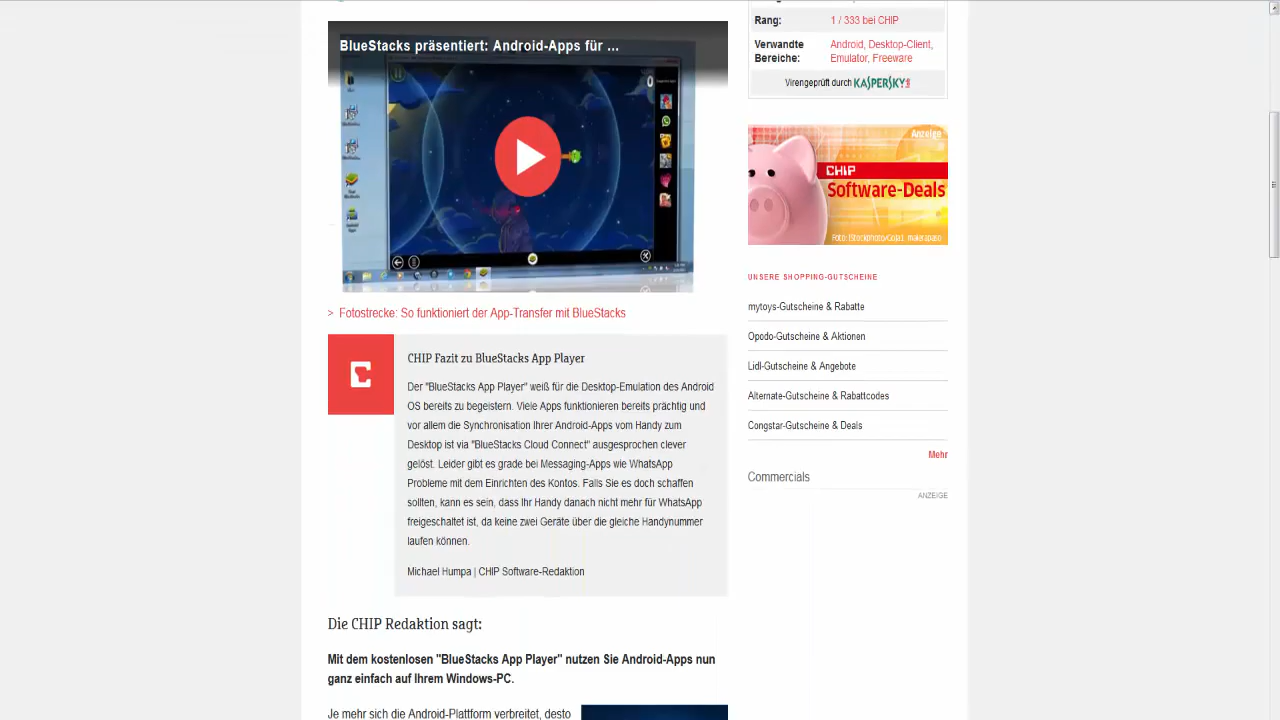 BlueStacks präsentiert: Android-Apps für ...
> Fotostrecke: So funktioniert der App-Transfer mit BlueStacks
CHIP Fazit zu BlueStacks App Player
Der "BlueStacks App Player" weiß für die Desktop-Emulation des Android
OS bereits zu begeistern. Viele Apps funktionieren bereits prächtig und
vor allem die Synchronisation Ihrer Android-Apps vom Handy zum
Desktop ist via "BlueStacks Cloud Connect" ausgesprochen clever
gelöst. Leider gibt es grade bei Messaging-Apps wie WhatsApp
Probleme mit dem Einrichten des Kontos. Falls Sie es doch schaffen
sollten, kann es sein, dass Ihr Handy danach nicht mehr für WhatsApp
freigeschaltet ist, da keine zwei Geräte über die gleiche Handynummer
laufen können.
Michael Humpa | CHIP Software-Redaktion
Die CHIP Redaktion sagt:
Mit dem kostenlosen "BlueStacks App Player" nutzen Sie Android-Apps nun
ganz einfach auf Ihrem Windows-PC.
Je mehr sich die Android-Plattform verbreitet, desto
Rang: 1 / 333 bei CHIP
Verwandte Android, Desktop-Client,
Bereiche: Emulator, Freeware
Virengeprüft durch KASPERSKY
Anzeige
CHIP
Software-Deals
UNSERE SHOPPING-GUTSCHEINE
mytoys-Gutscheine & Rabatte
Opodo-Gutscheine & Aktionen
Lidl-Gutscheine & Angebote
Alternate-Gutscheine & Rabattcodes
Congstar-Gutscheine & Deals
Mehr
Commercials
ANZEIGE